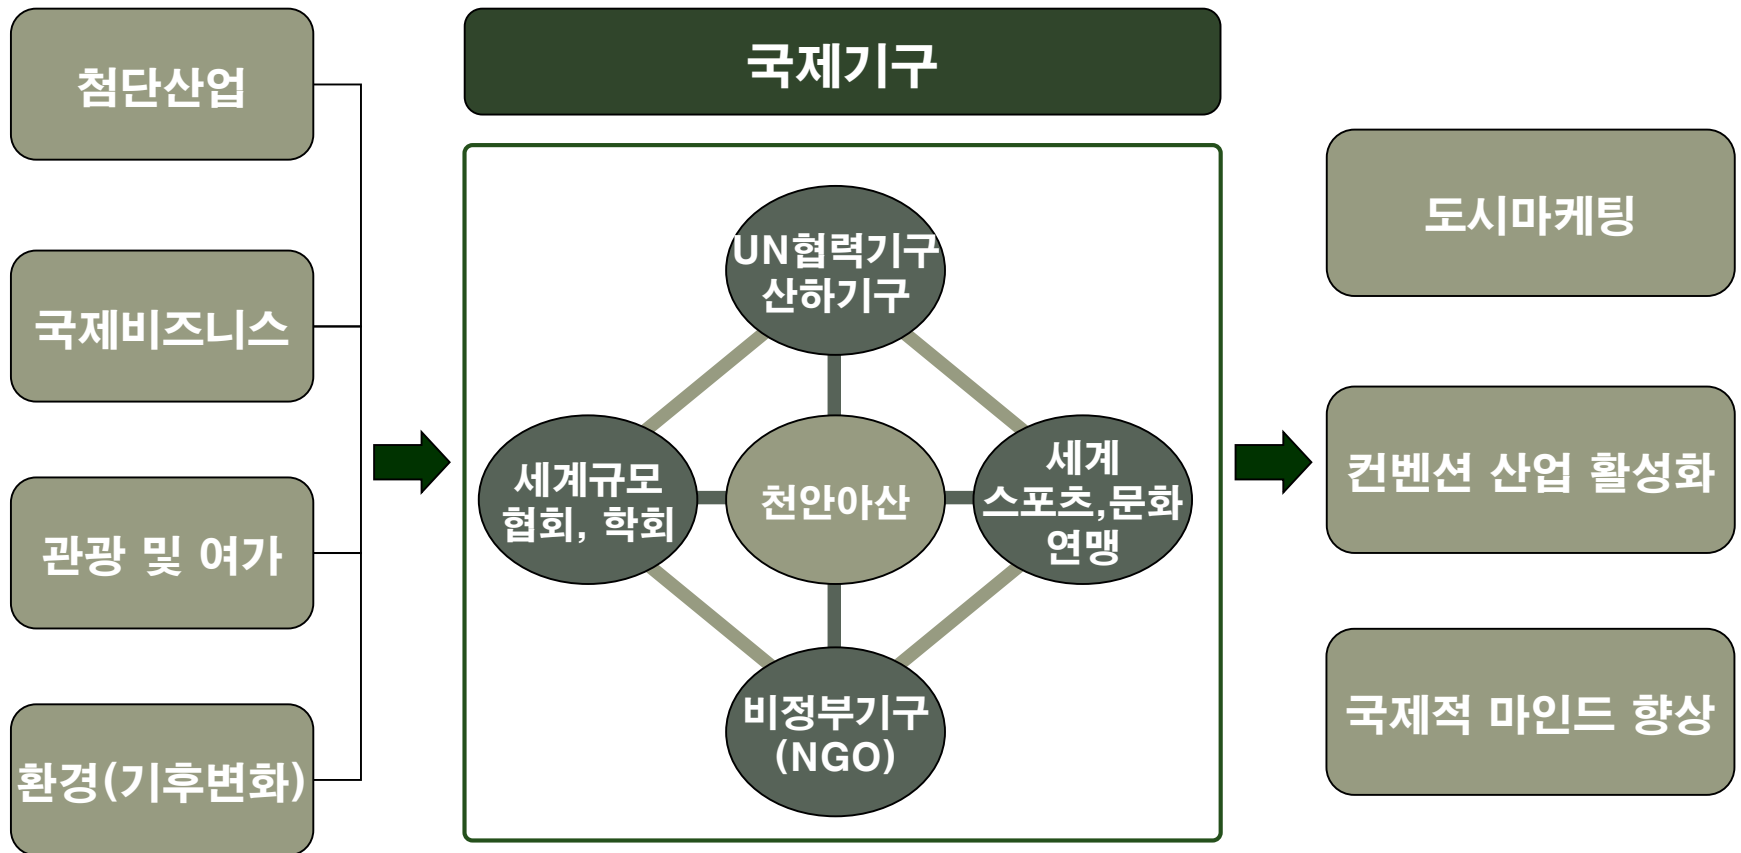 첨단산업
국제비즈니스
관광 및 여가
환경(기후변화)
국제기구
UN협력기구
산하기구
세계규모
협회, 학회
천안아산
세계
스포츠,문화
연맹
비정부기구
(NGO)
도시마케팅
컨벤션 산업 활성화
국제적 마인드 향상